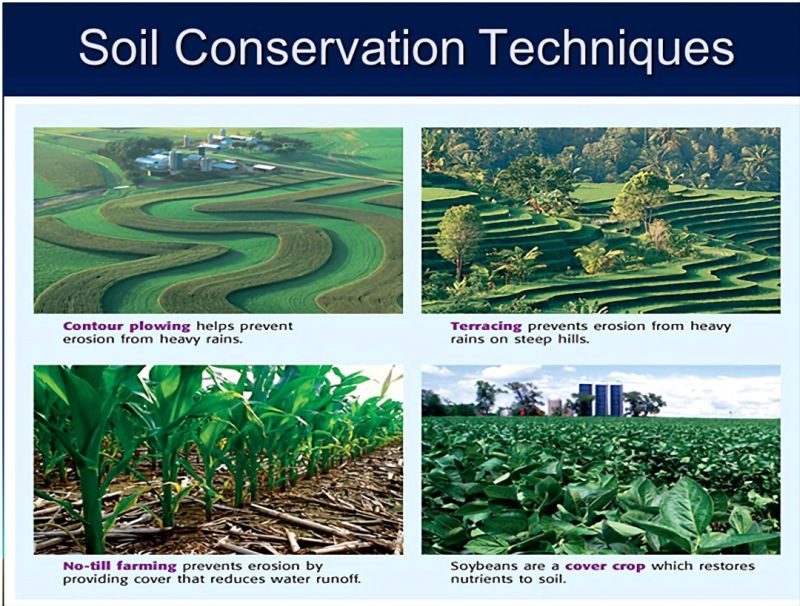 Soil Conservation Techniques
Contour plowing helps prevent
erosion from heavy rains.
Terracing prevents erosion from heavy
rains on steep hills.
No-till farming prevents erosion by
providing cover that reduces water runoff.
Soybeans are a cover crop which restores
nutrients to soil.